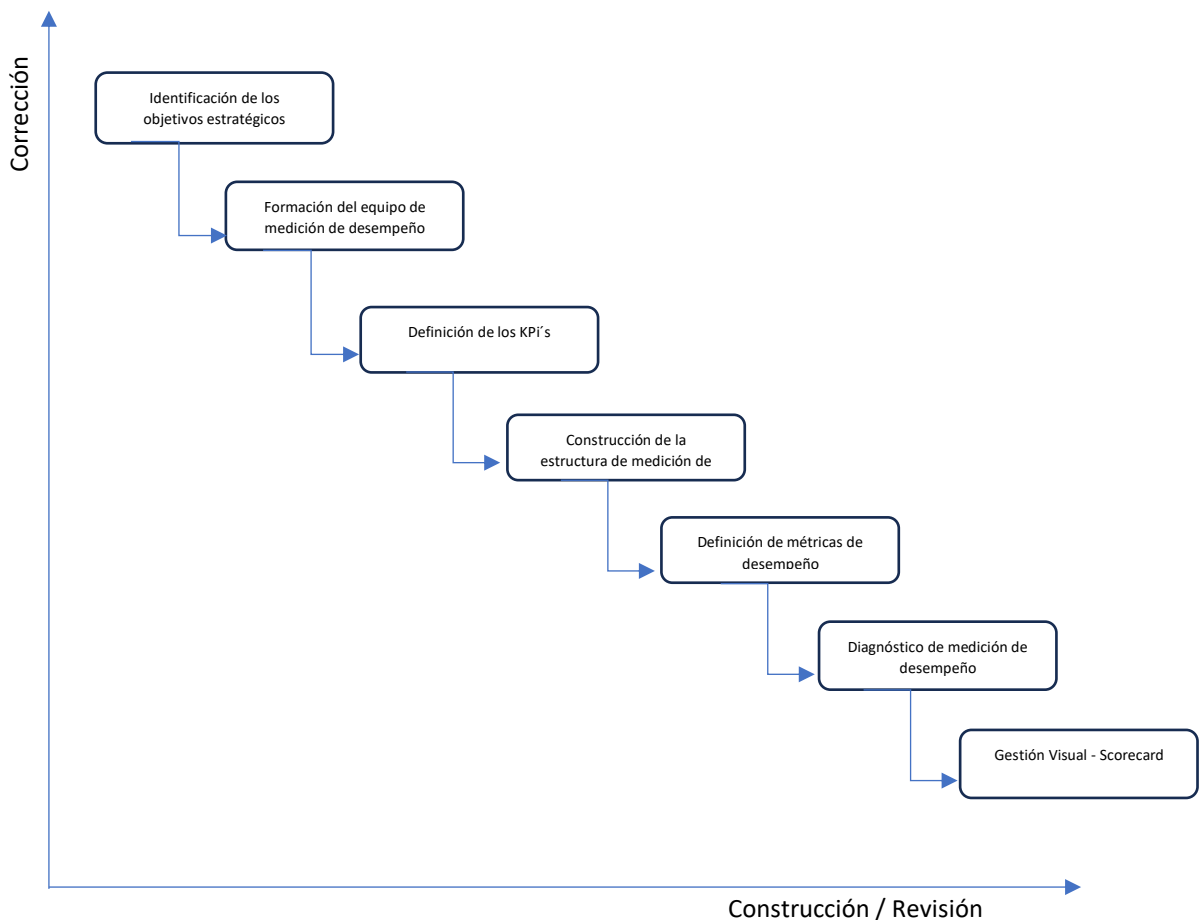 Corrección
Identificación de los
objetivos estratégicos
Formación del equipo de
medición de desempeño
Definición de los KPi´s
Construcción de la
estructura de medición de
Definición de métricas de
desempeño
Diagnóstico de medición de
desempeño
Gestión Visual - Scorecard
Construcción / Revisión